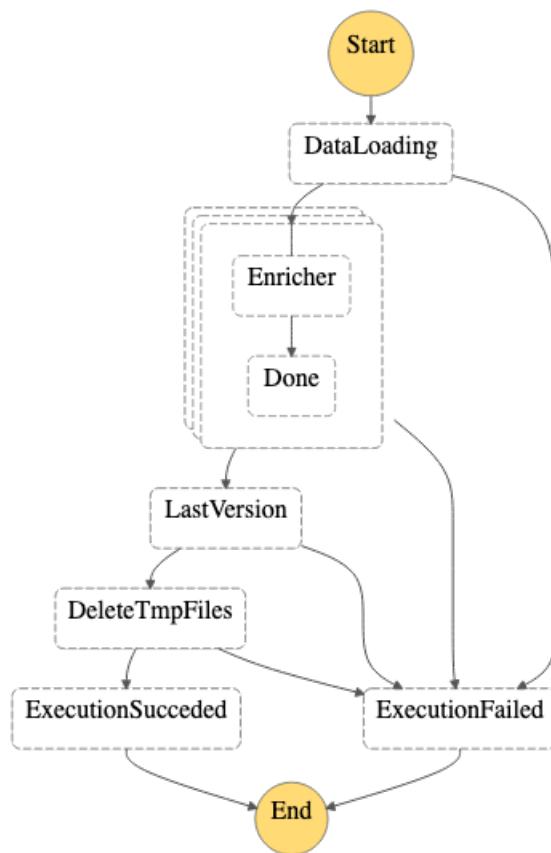 Start
DataLoading
Enricher
Done
LastVersion
DeleteTmpFiles
ExecutionSucceded
ExecutionFailed
End